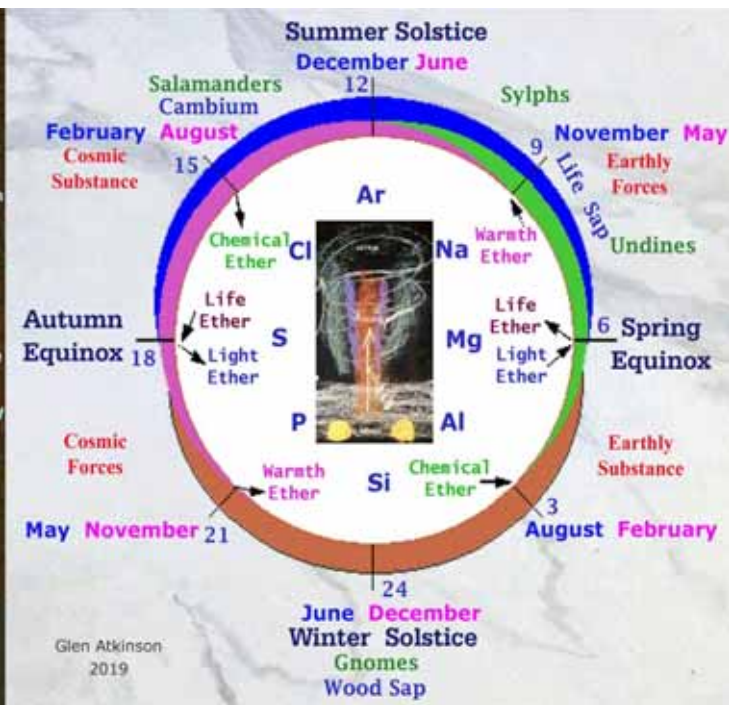 Summer Solstice
December June
12
Salamanders
Cambium
Sylphs
February August
15
9
November May
Cosmic
Substance
Life Sap
Earthly
Forces
Ar
Chemical
Ether
Cl
Na
Warmth
Ether
Undines
Life
Ether
Life
Ether
Autumn
Equinox
18
Light
Ether
S
Mg
Light
Ether
6
Spring
Equinox
P
Al
Cosmic
Forces
Warmth
Ether
Si
Chemical
Ether
Earthly
Substance
May November
21
3
August February
24
June December
Winter Solstice
Gnomes
Wood Sap
Glen Atkinson
2019